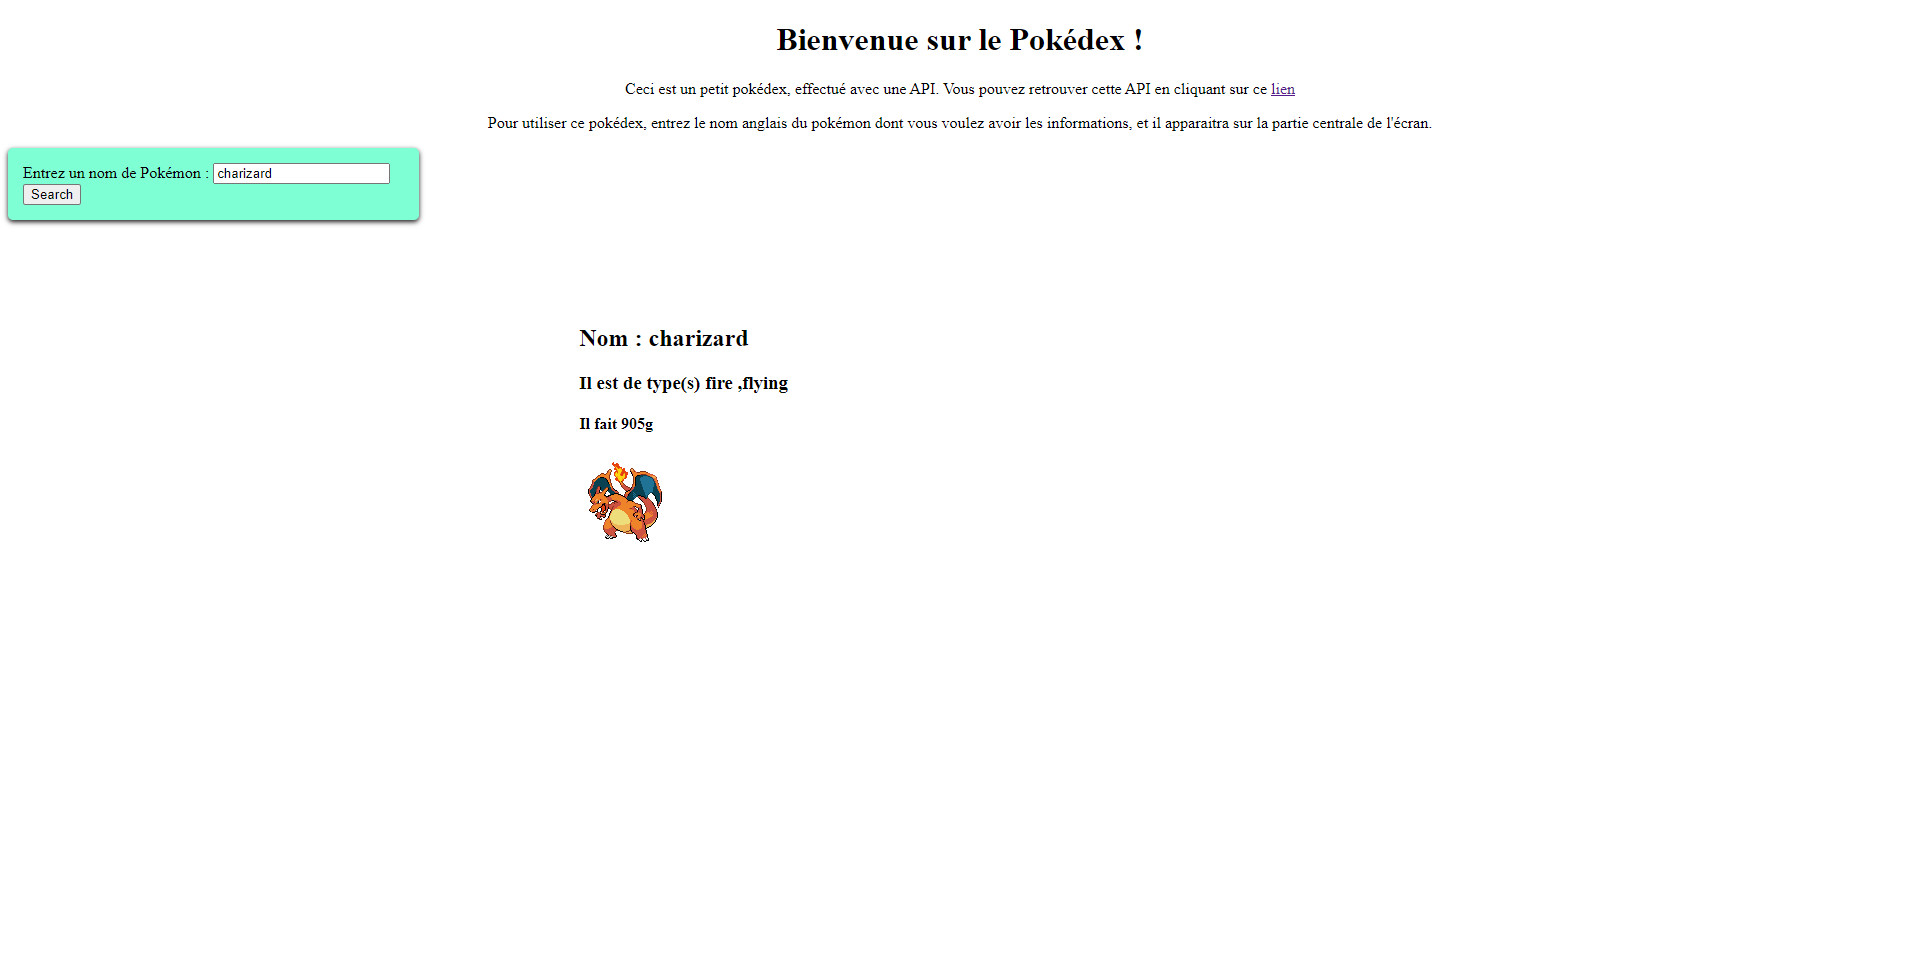 Bienvenue sur le Pokédex !
Ceci est un petit pokédex, effectué avec une API. Vous pouvez retrouver cette API en cliquant sur ce lien
Pour utiliser ce pokédex, entrez le nom anglais du pokémon dont vous voulez avoir les informations, et il apparaitra sur la partie centrale de l'écran.
Entrez un nom de Pokémon : charizard
Search
Nom : charizard
Il est de type(s) fire ,flying
Il fait 905g